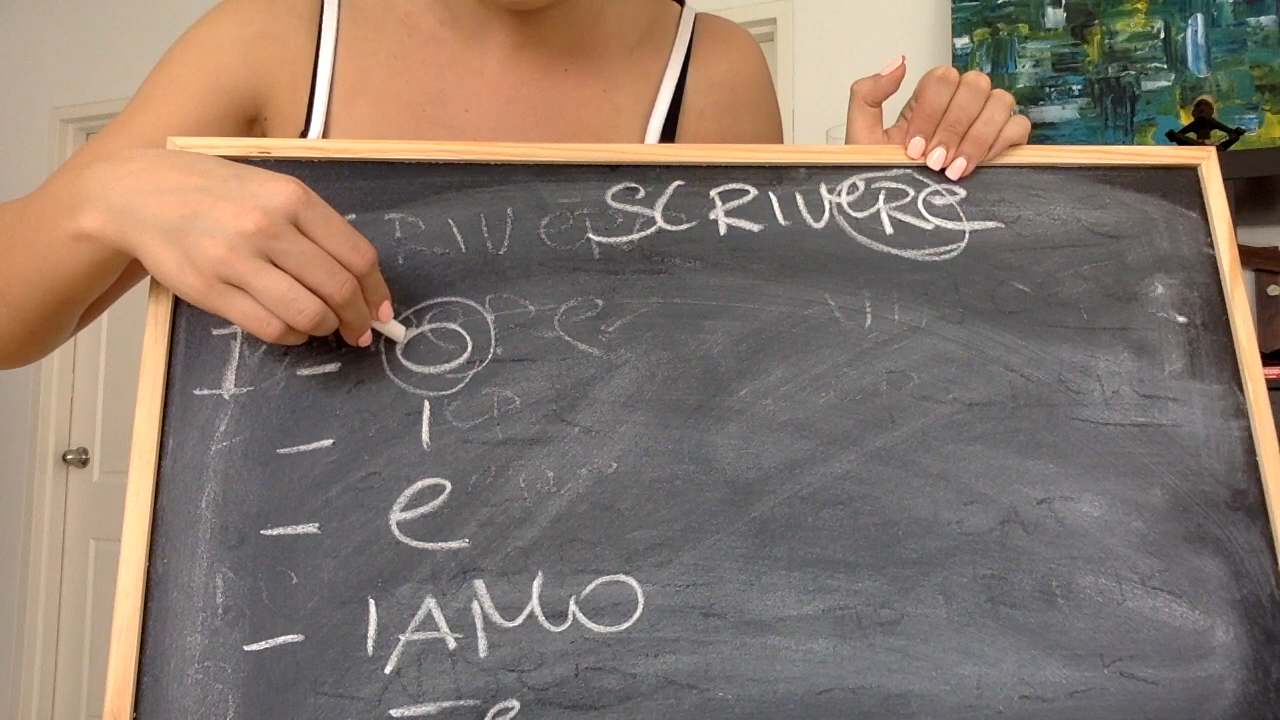 SCRIVeRe
I - O
- I
- e
- IAMO